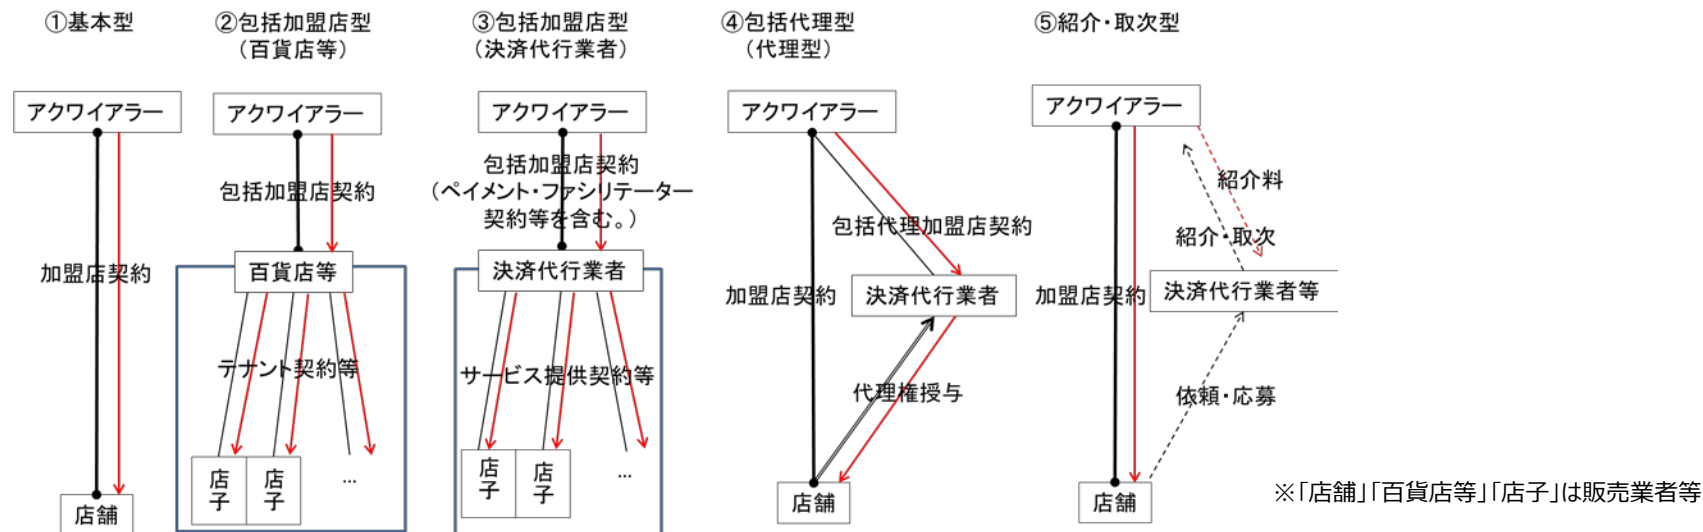 ①基本型
アクワイアラー
加盟店契約
店舗
②包括加盟店型
（百貨店等）
アクワイアラー
包括加盟店契約
百貨店等
テナント契約等
店子
店子
…
③包括加盟店型
（決済代行業者）
アクワイアラー
包括加盟店契約
（ペイメント・ファシリテーター
契約等を含む。）
決済代行業者
サービス提供契約等
店子
店子
…
④包括代理型
（代理型）
アクワイアラー
包括代理加盟店契約
決済代行業者
加盟店契約
代理権授与
店舗
⑤紹介・取次型
アクワイアラー
紹介料
紹介・取次
加盟店契約
決済代行業者等
依頼・応募
店舗
※「店舗」「百貨店等」「店子」は販売業者等